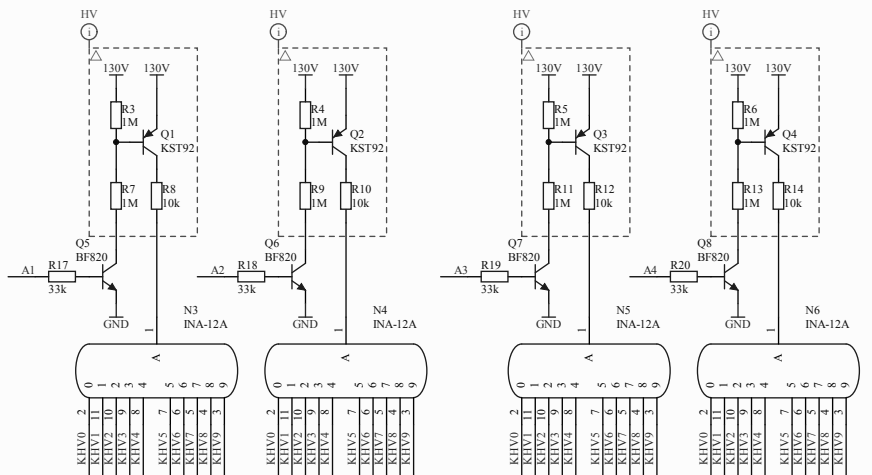 HV HV HV HV
i i i i
130V 130V 130V 130V 130V 130V 130V 130V
R3 R4 R5 R6
1M 1M 1M 1M
Q1 Q2 Q3 Q4
KST92 KST92 KST92 KST92
R7 R8 R9 R10 R11 R12 R13 R14
1M 10k 1M 10k 1M 10k 1M 10k
Q5 Q6 Q7 Q8
BF820 BF820 BF820 BF820
A1 R17 A2 R18 A3 R19 A4 R20
33k 33k 33k 33k
GND GND GND GND
1 1 1 1
N3 N4 N5 N6
INA-12A INA-12A INA-12A INA-12A
A A A A
0 1 2 3 4 5 6 7 8 9 0 1 2 3 4 5 6 7 8 9 0 1 2 3 4 5 6 7 8 9 0 1 2 3 4 5 6 7 8 9
2 11 10 9 8 7 6 5 4 3 2 11 10 9 8 7 6 5 4 3 2 11 10 9 8 7 6 5 4 3 2 11 10 9 8 7 6 5 4 3
KHV0 KHV1 KHV2 KHV3 KHV4 KHV5 KHV6 KHV7 KHV8 KHV9 KHV0 KHV1 KHV2 KHV3 KHV4 KHV5 KHV6 KHV7 KHV8 KHV9 KHV0 KHV1 KHV2 KHV3 KHV4 KHV5 KHV6 KHV7 KHV8 KHV9 KHV0 KHV1 KHV2 KHV3 KHV4 KHV5 KHV6 KHV7 KHV8 KHV9